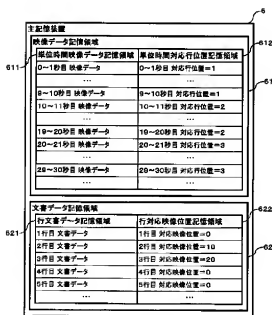 6
主記憶装置
映像データ記憶領域
611
単位時間映像データ記憶領域 単位時間対応行位置記憶領域
612
0~1秒目 映像データ 0~1秒目 対応行位置=1
… …
61
9~10秒目 映像データ 9~10秒目 対応行位置=1
10~11秒目 映像データ 10~11秒目 対応行位置=2
… …
19~20秒目 映像データ 19~20秒目 対応行位置=2
20~21秒目 映像データ 20~21秒目 対応行位置=3
… …
29~30秒目 映像データ 29~30秒目 対応行位置=3
… …
文書データ記憶領域
621
行文書データ記憶領域 行対応映像位置記憶領域
622
1行目 文書データ 1行目 対応映像位置=0
2行目 文書データ 2行目 対応映像位置=10
62
3行目 文書データ 3行目 対応映像位置=20
4行目 文書データ 4行目 対応映像位置=0
5行目 文書データ 5行目 対応映像位置=0
… …